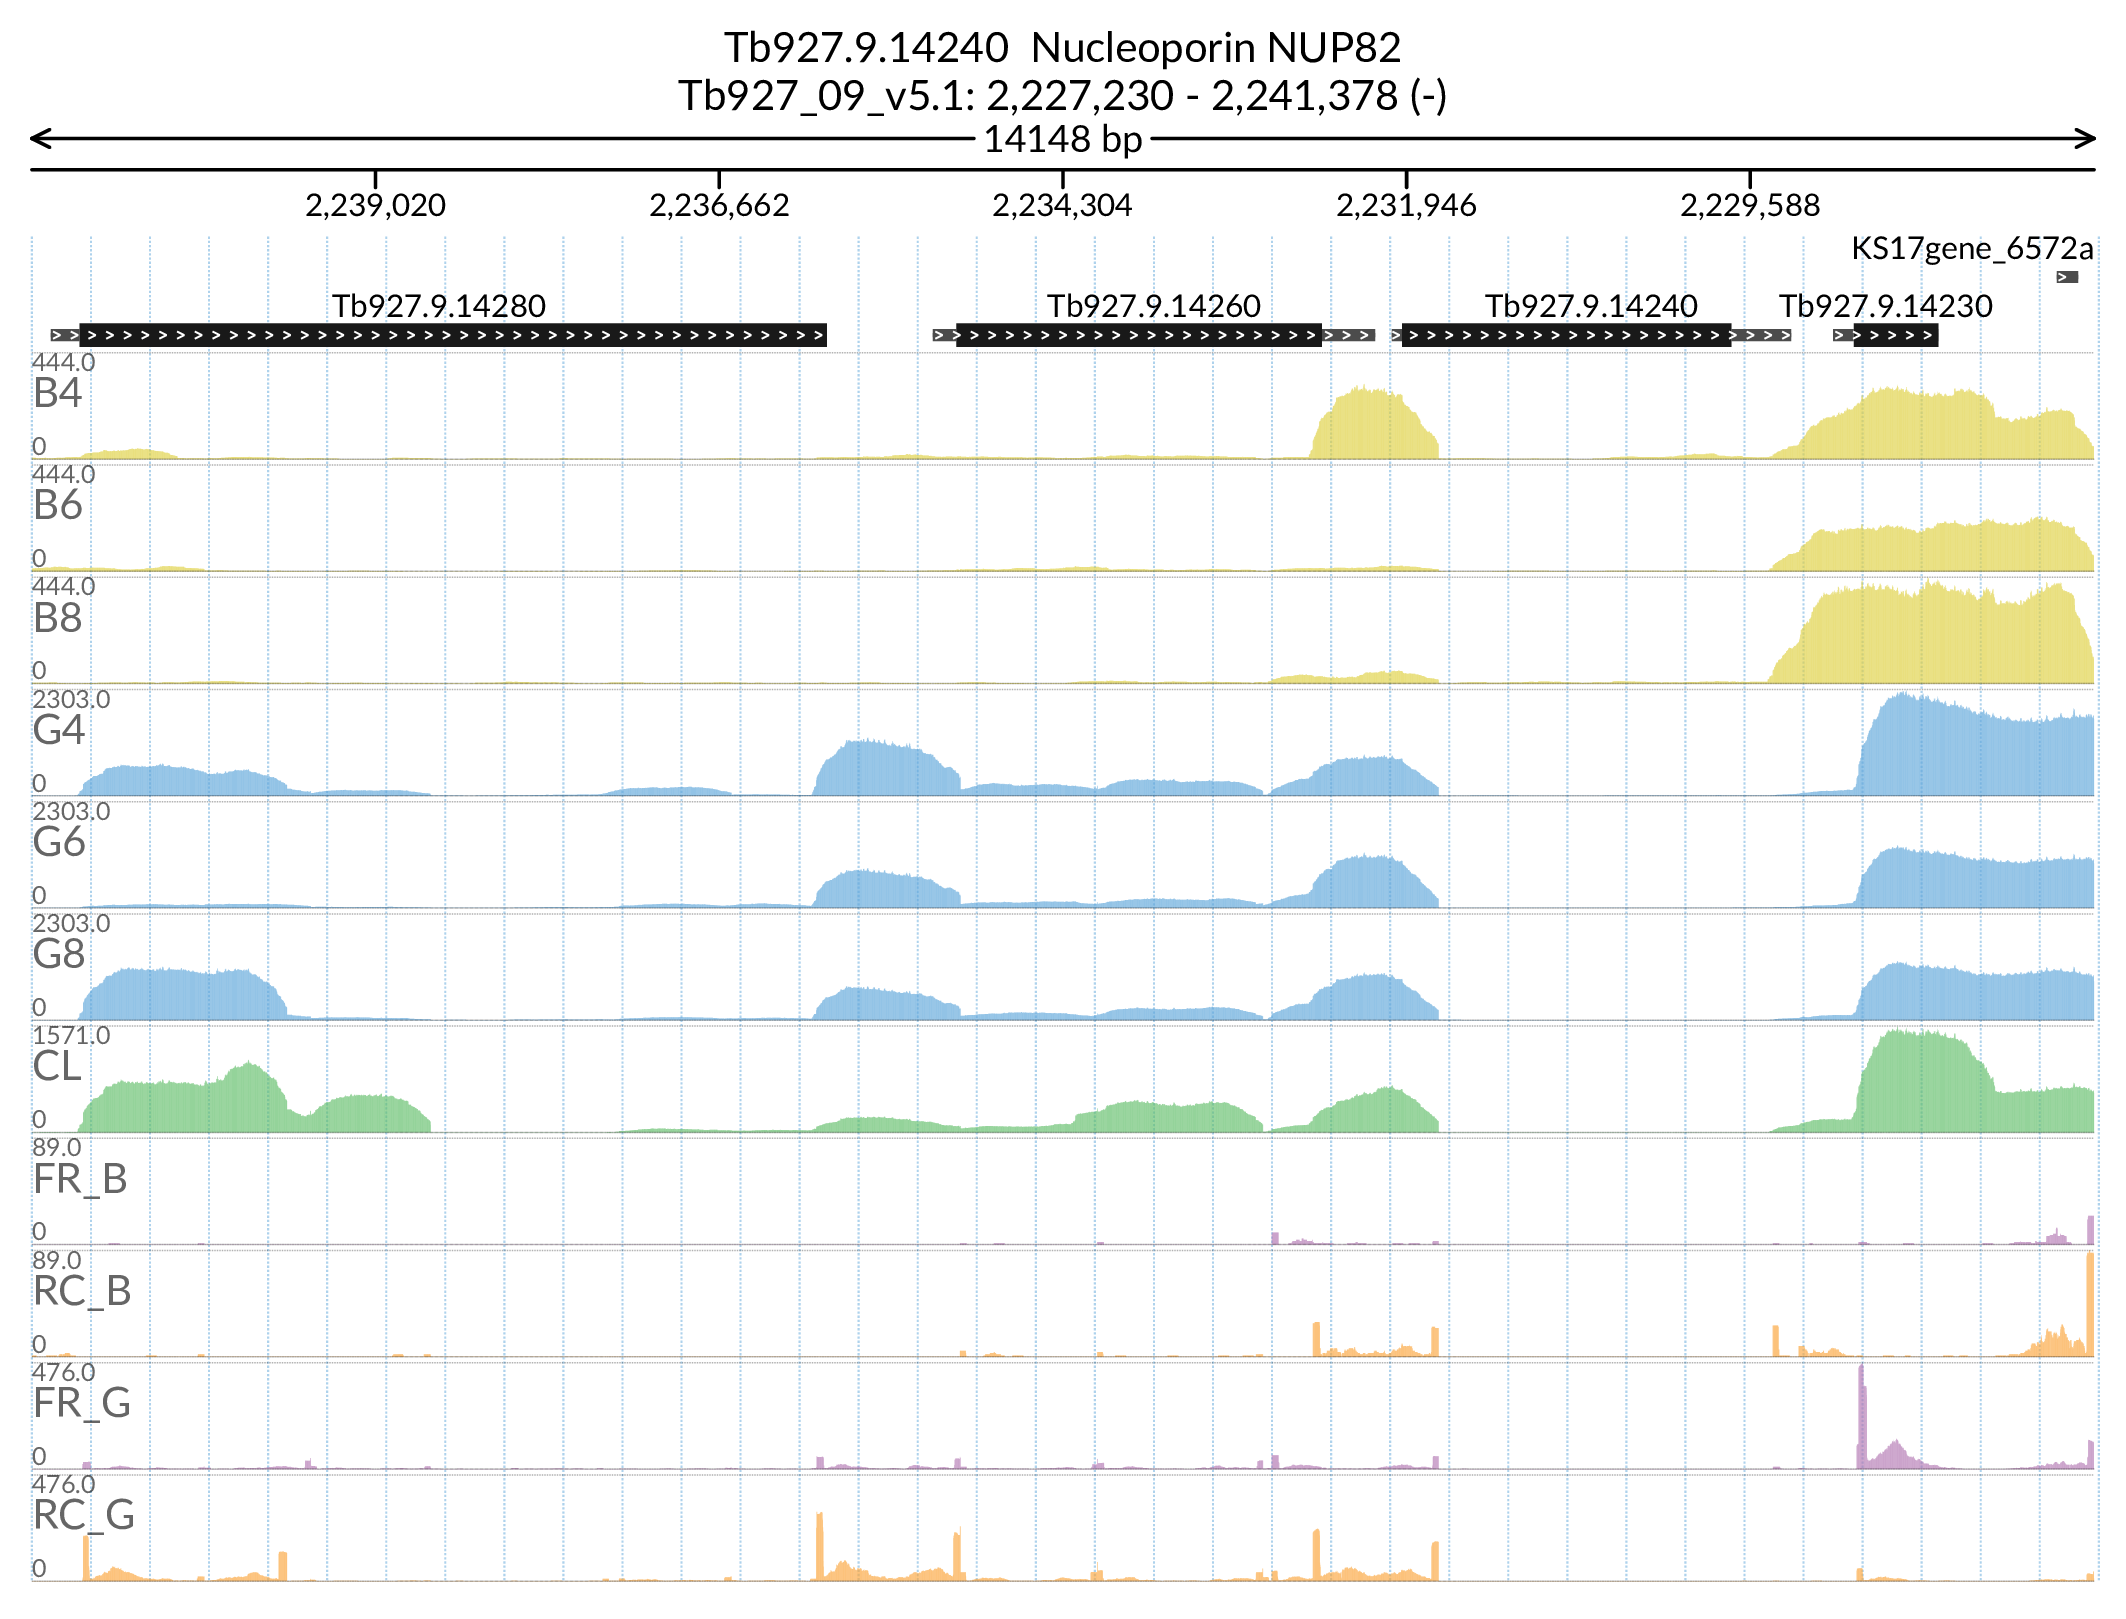 Tb927.9.14240  Nucleoporin NUP82
Tb927_09_v5.1: 2,227,230 - 2,241,378 (-)
14148 bp
2,239,020 2,236,662 2,234,304 2,231,946 2,229,588
KS17gene_6572a
Tb927.9.14280 Tb927.9.14260 Tb927.9.14240 Tb927.9.14230
444.0
B4
0
444.0
B6
0
444.0
B8
0
2303.0
G4
0
2303.0
G6
0
2303.0
G8
0
1571.0
CL
0
89.0
FR_B
0
89.0
RC_B
0
476.0
FR_G
0
476.0
RC_G
0